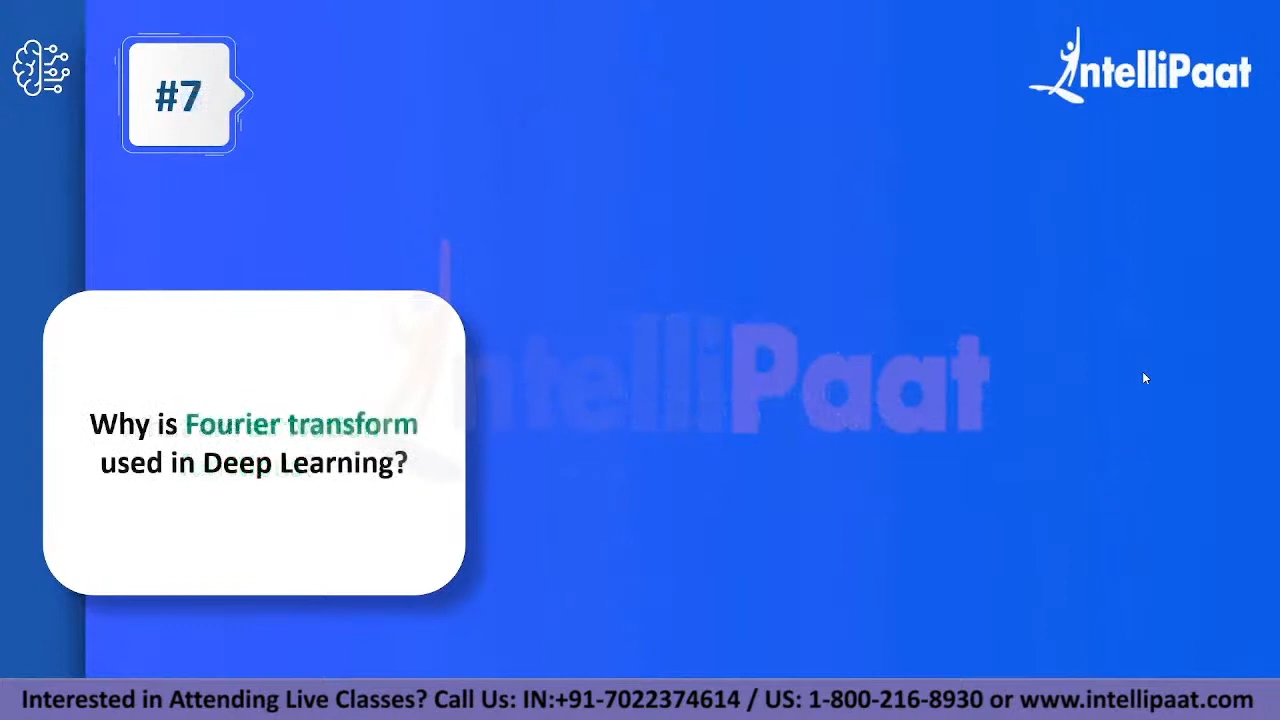 #7
IntelliPaat
Why is Fourier transform
used in Deep Learning?
IntelliPaat
Interested in Attending Live Classes? Call Us: IN:+91-7022374614 / US: 1-800-216-8930 or www.intellipaat.com